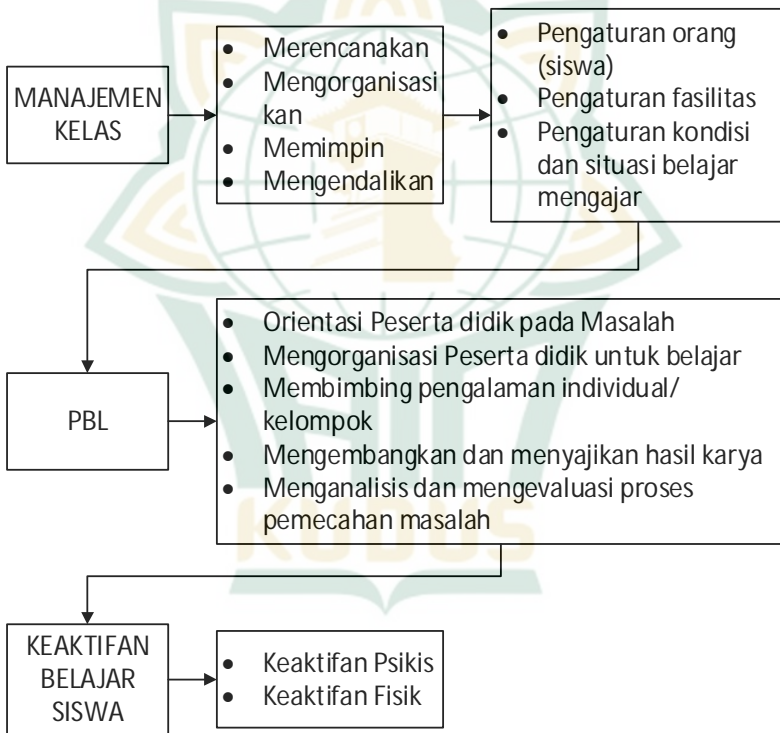 MANAJEMEN
KELAS
• Merencanakan
• Mengorganisasi
kan
• Memimpin
• Mengendalikan
• Pengaturan orang
(siswa)
• Pengaturan fasilitas
• Pengaturan kondisi
dan situasi belajar
mengajar
PBL
• Orientasi Peserta didik pada Masalah
• Mengorganisasi Peserta didik untuk belajar
• Membimbing pengalaman individual/
kelompok
• Mengembangkan dan menyajikan hasil karya
• Menganalisis dan mengevaluasi proses
pemecahan masalah
KUDUS
KEAKTIFAN
BELAJAR
SISWA
• Keaktifan Psikis
• Keaktifan Fisik